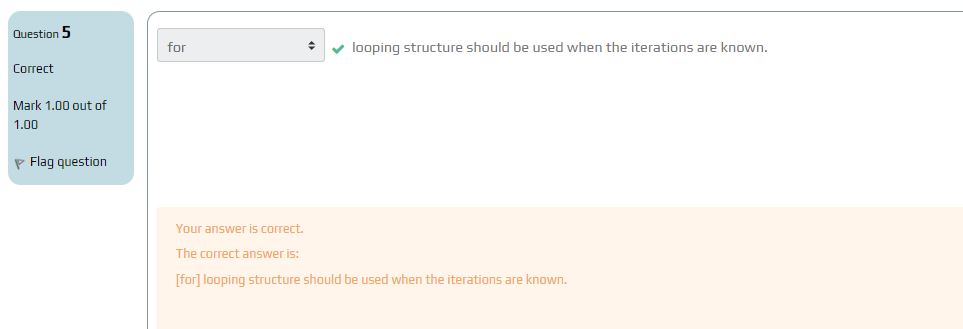 Question 5
Correct
Mark 1.00 out of
1.00
Flag question
for looping structure should be used when the iterations are known.
Your answer is correct.
The correct answer is:
[for] looping structure should be used when the iterations are known.